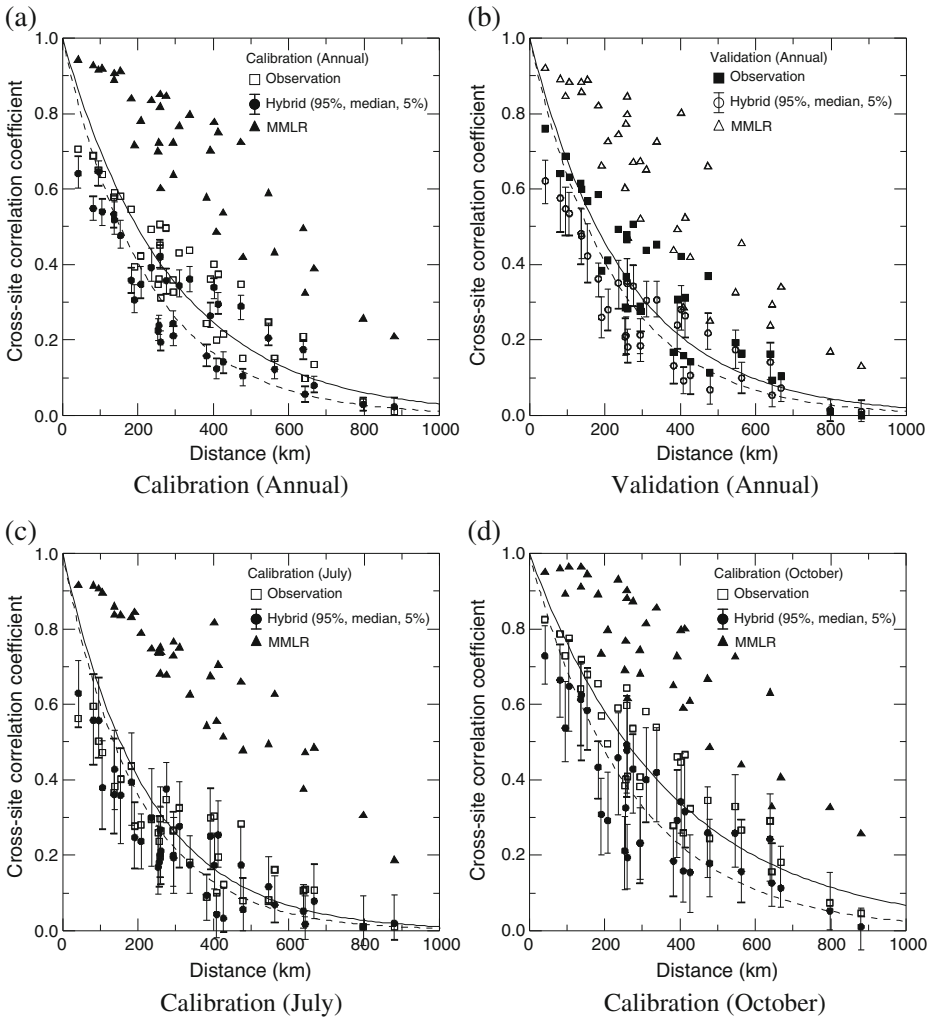 (a)
Cross-site correlation coefficient
1.0
0.8
0.6
0.4
0.2
0.0
Calibration (Annual)
Observation
Hybrid (95%, median, 5%)
MMLR
0 200 400 600 800 1000
Distance (km)
Calibration (Annual)
(b)
Cross-site correlation coefficient
1.0
0.8
0.6
0.4
0.2
0.0
Validation (Annual)
Observation
Hybrid (95%, median, 5%)
MMLR
0 200 400 600 800 1000
Distance (km)
Validation (Annual)
(c)
Cross-site correlation coefficient
1.0
0.8
0.6
0.4
0.2
0.0
Calibration (July)
Observation
Hybrid (95%, median, 5%)
MMLR
0 200 400 600 800 1000
Distance (km)
Calibration (July)
(d)
Cross-site correlation coefficient
1.0
0.8
0.6
0.4
0.2
0.0
Calibration (October)
Observation
Hybrid (95%, median, 5%)
MMLR
0 200 400 600 800 1000
Distance (km)
Calibration (October)